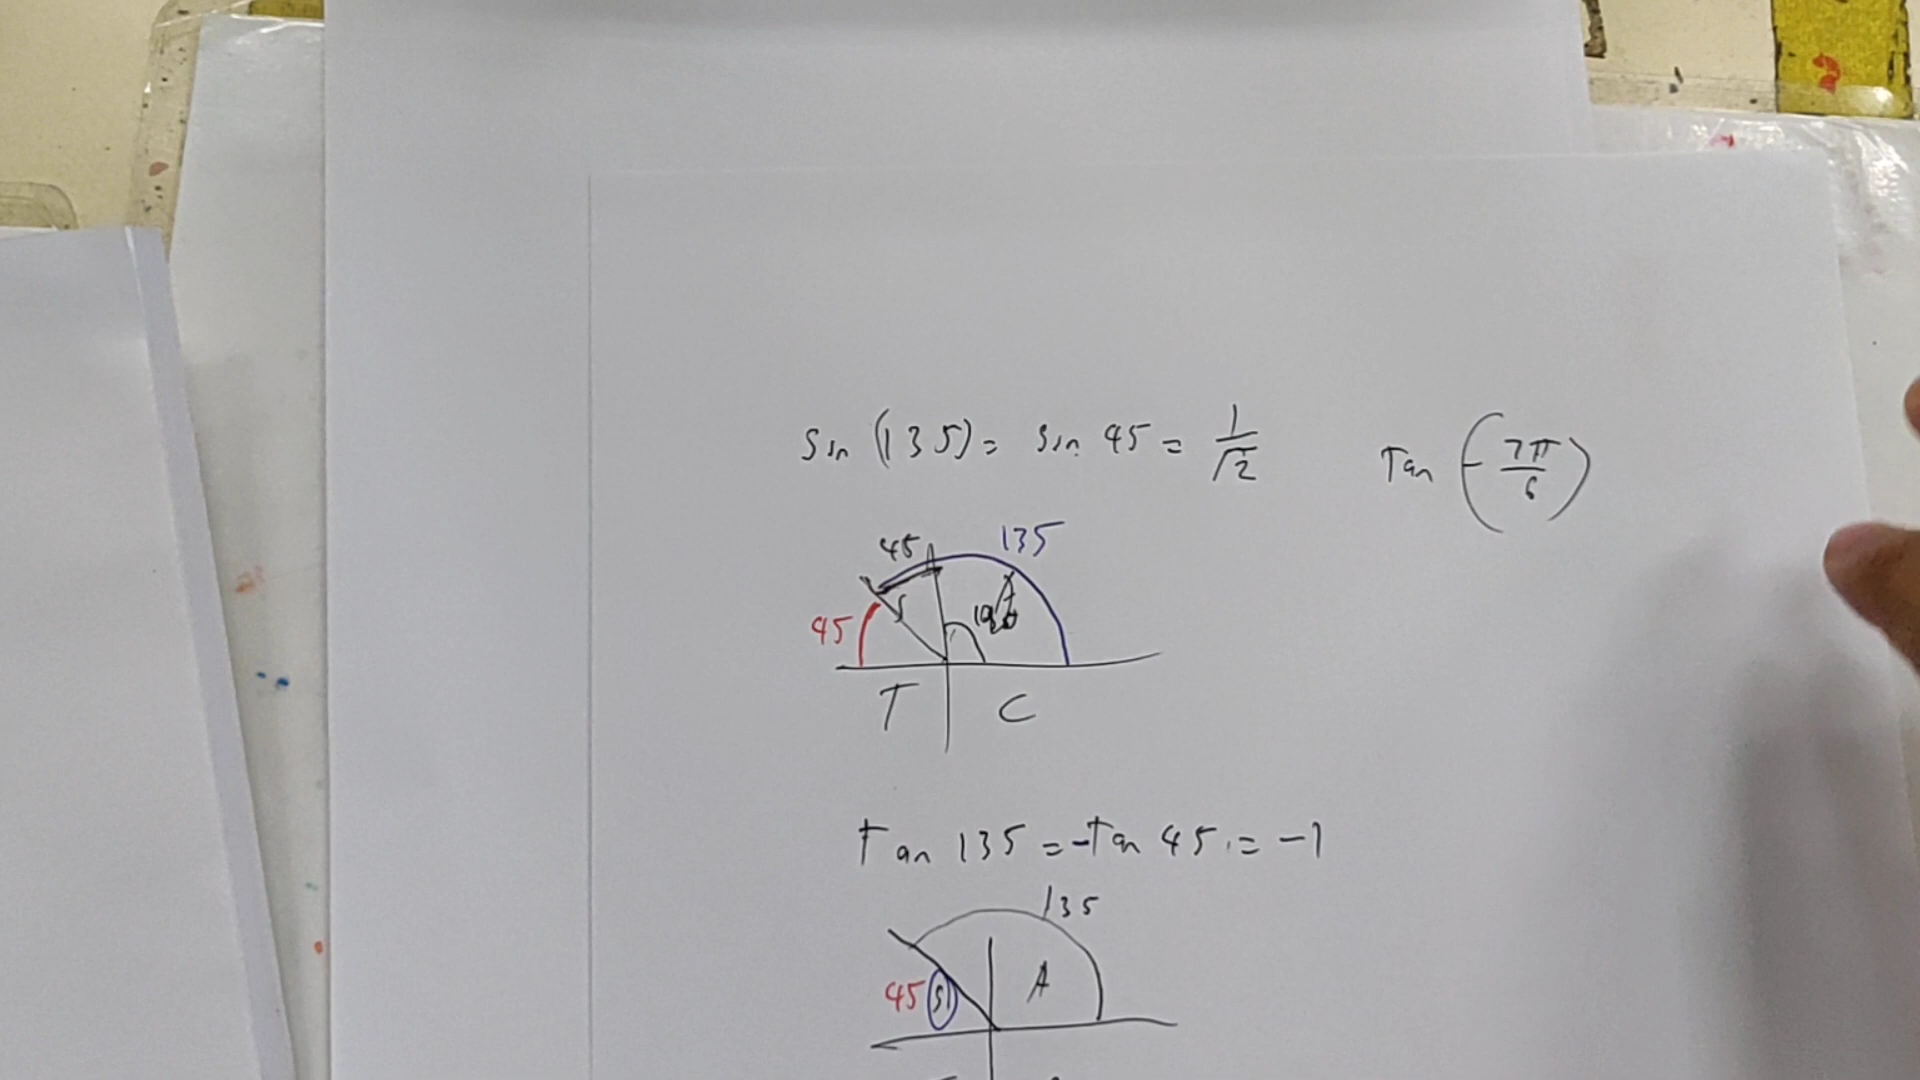 Sin (135) = Sin 45 = 1/√2
Tan (-7π/6)
45 135
45 S
T C
Tan 135 = -Tan 45 = -1
135
45 S A